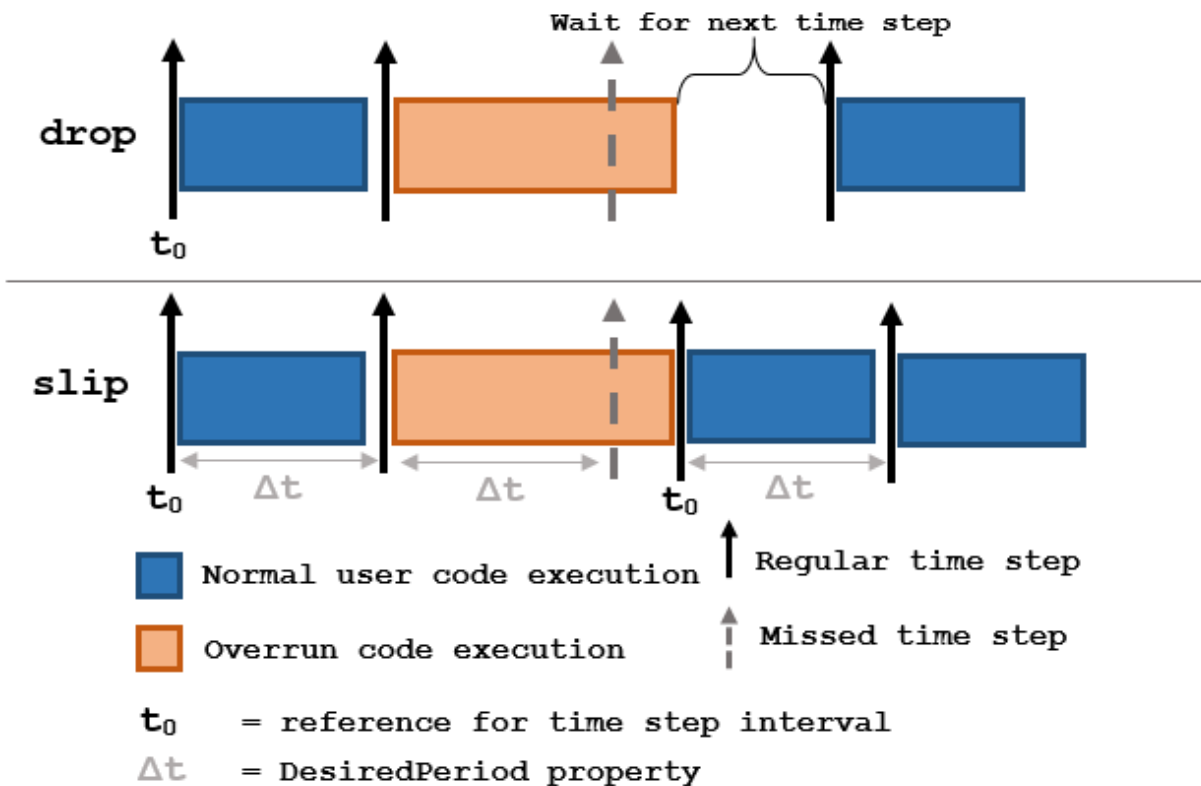 Wait for next time step
drop
t₀
slip
Δt
Δt
Δt
t₀
t₀
Normal user code execution
Regular time step
Overrun code execution
Missed time step
t₀ = reference for time step interval
Δt = DesiredPeriod property